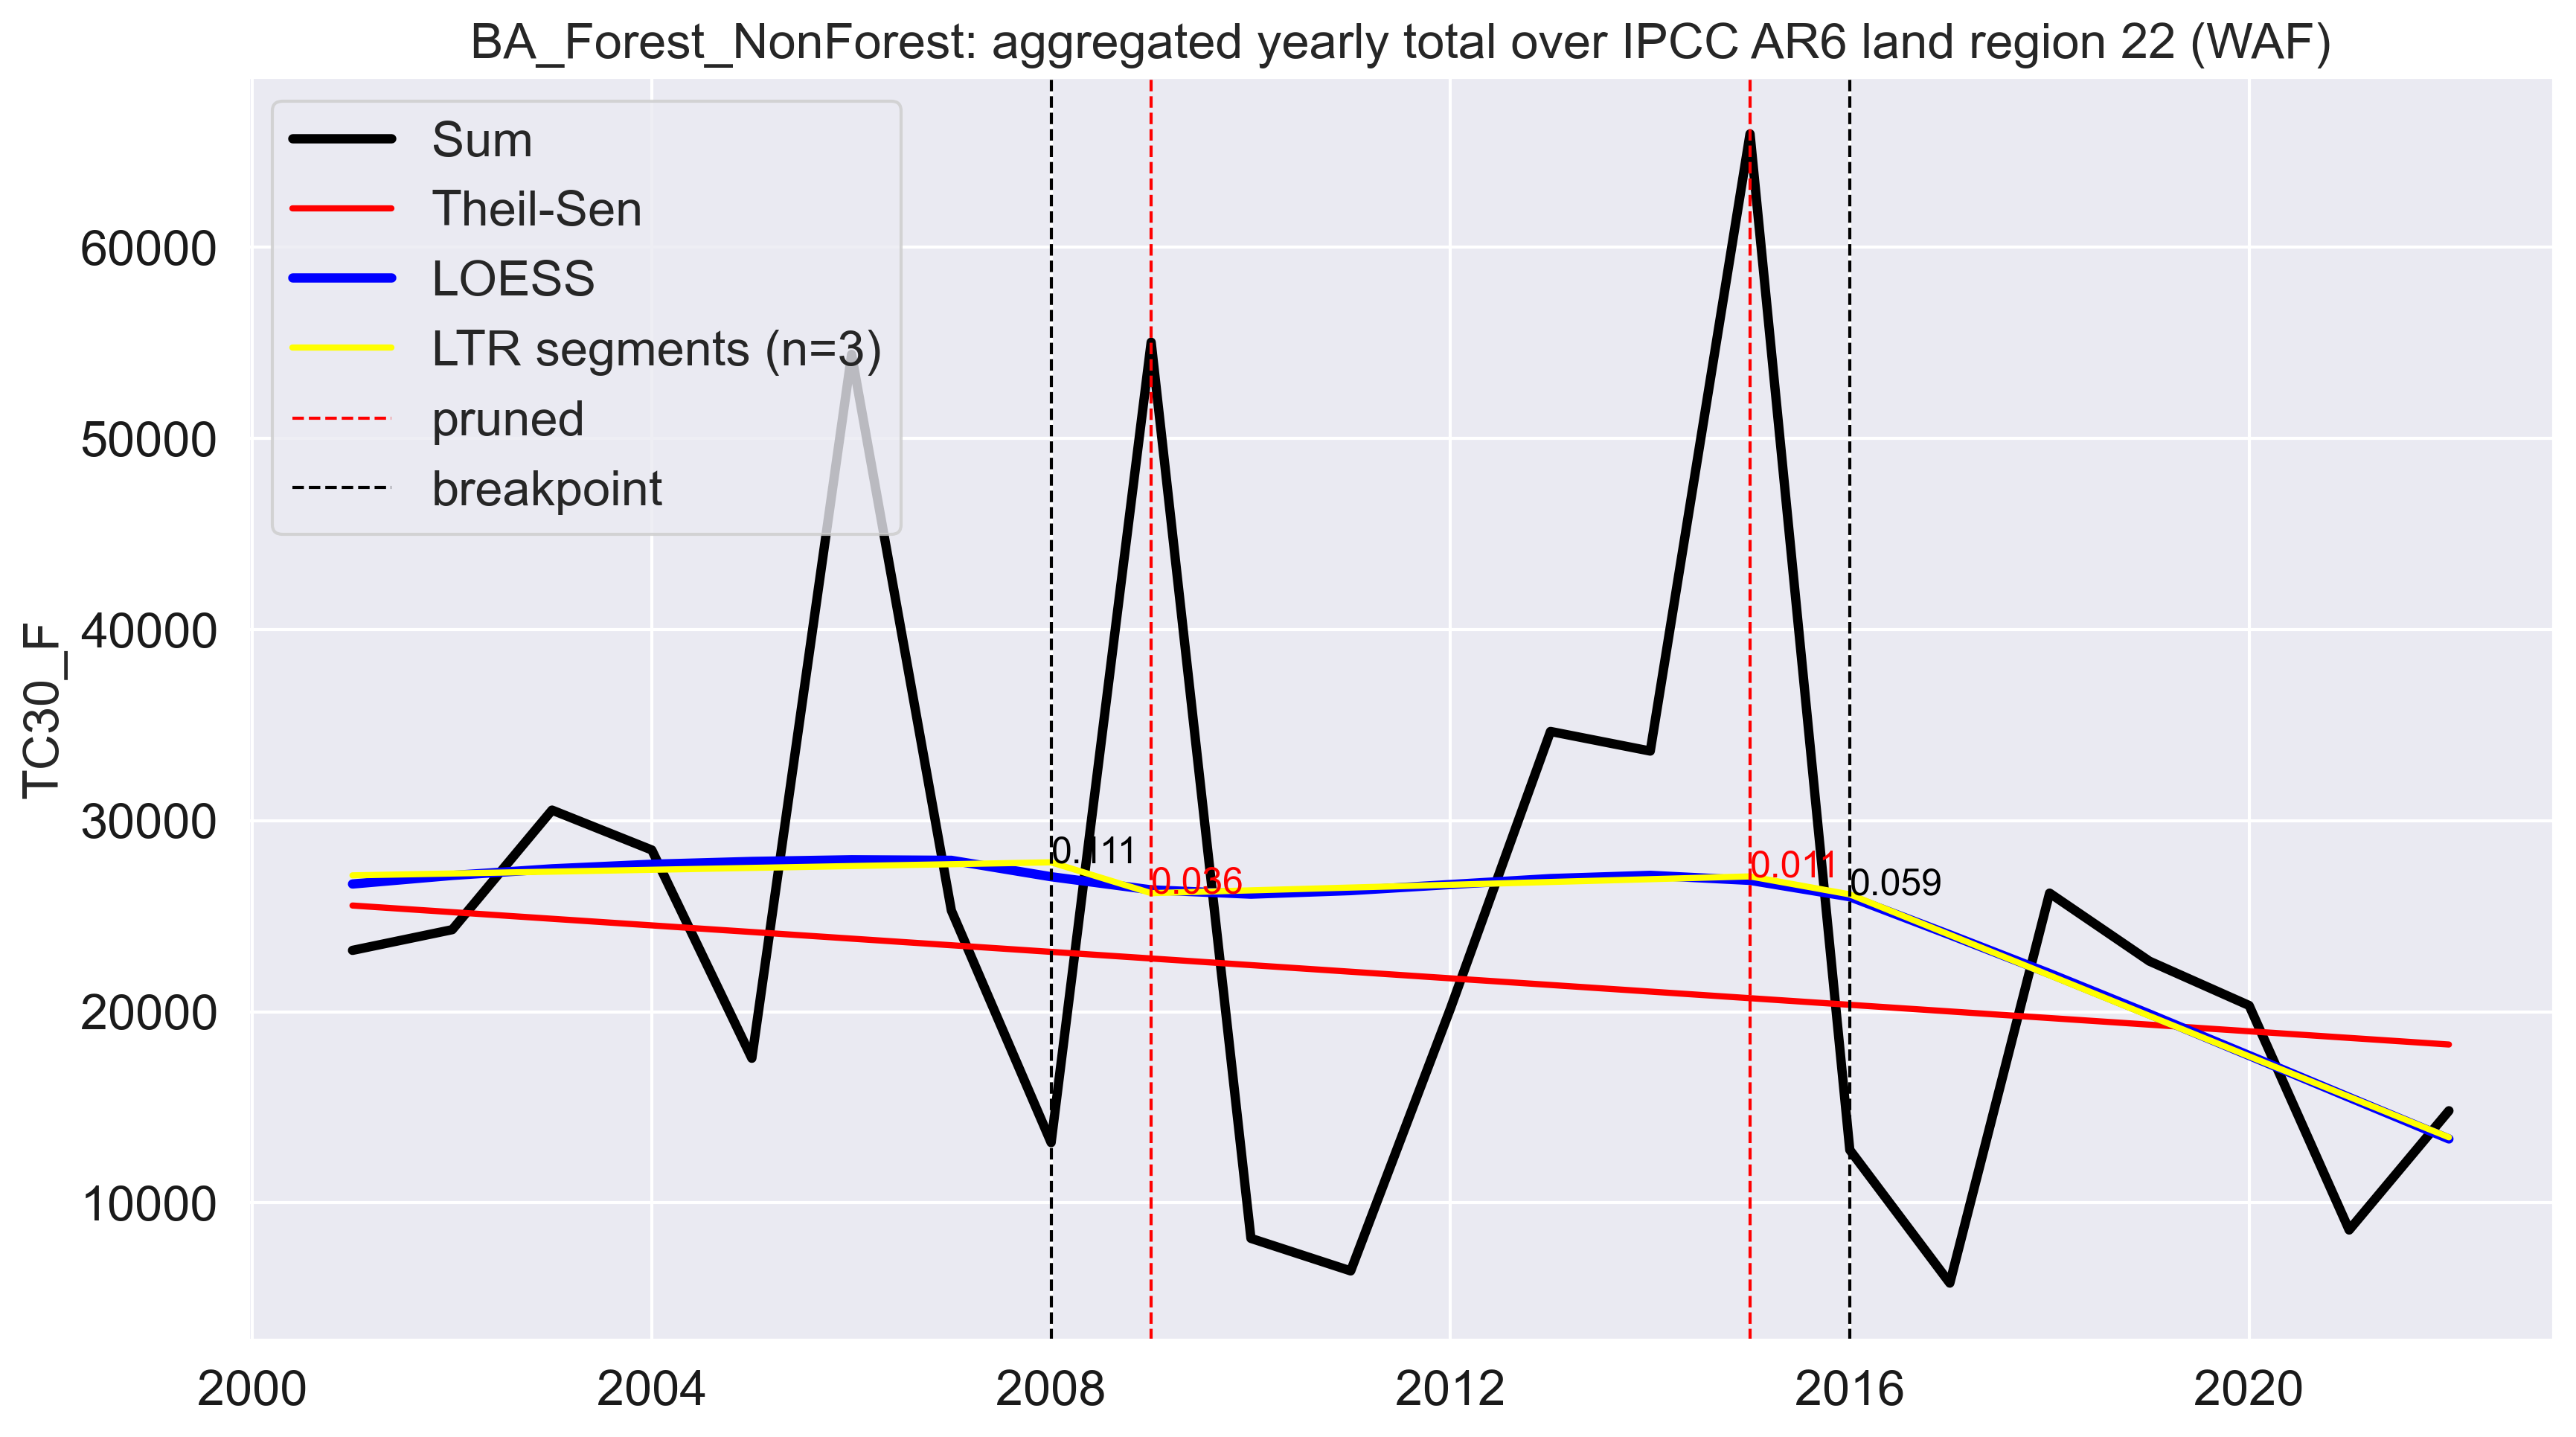 BA_Forest_NonForest: aggregated yearly total over IPCC AR6 land region 22 (WAF)
Sum
Theil-Sen
LOESS
LTR segments (n=3)
pruned
breakpoint
TC30_F
60000
50000
40000
30000
20000
10000
0.111
0.036
0.011
0.059
2000
2004
2008
2012
2016
2020